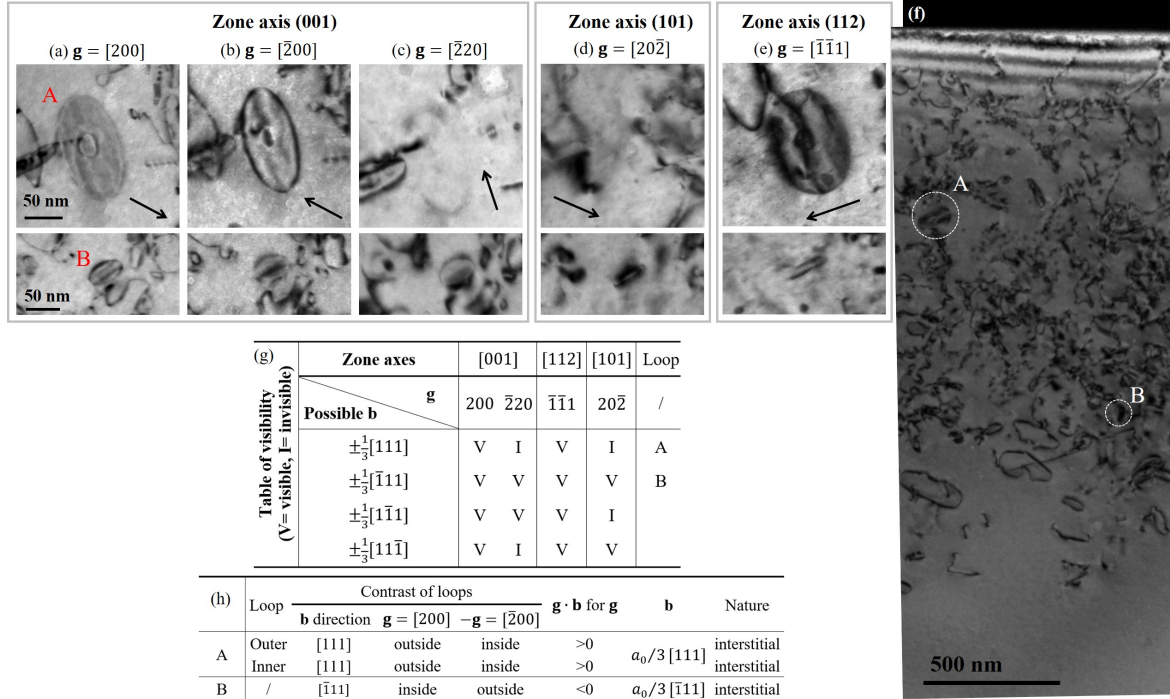 Zone axis (001)
Zone axis (101)
Zone axis (112)
(f)
(a) g = [200]
(b) g = [2̅00]
(c) g = [2̅20]
(d) g = [202̅]
(e) g = [1̅1̅1]
A
50 nm
B
50 nm
A
B
500 nm
(g) Zone axes [001] [112] [101] Loop
Table of visibility
(V= visible, I= invisible)
g
Possible b
200 2̅20 1̅1̅1 202̅ /
±1/3[111] V I V I A
±1/3[1̅11] V V V V B
±1/3[11̅1] V V V I
±1/3[111̅] V I V V
(h) Loop Contrast of loops g · b for g b Nature
b direction g = [200] −g = [2̅00]
A Outer [111] outside inside >0 a₀/3 [111] interstitial
Inner [111] outside inside >0 interstitial
B / [1̅11] inside outside <0 a₀/3 [1̅11] interstitial